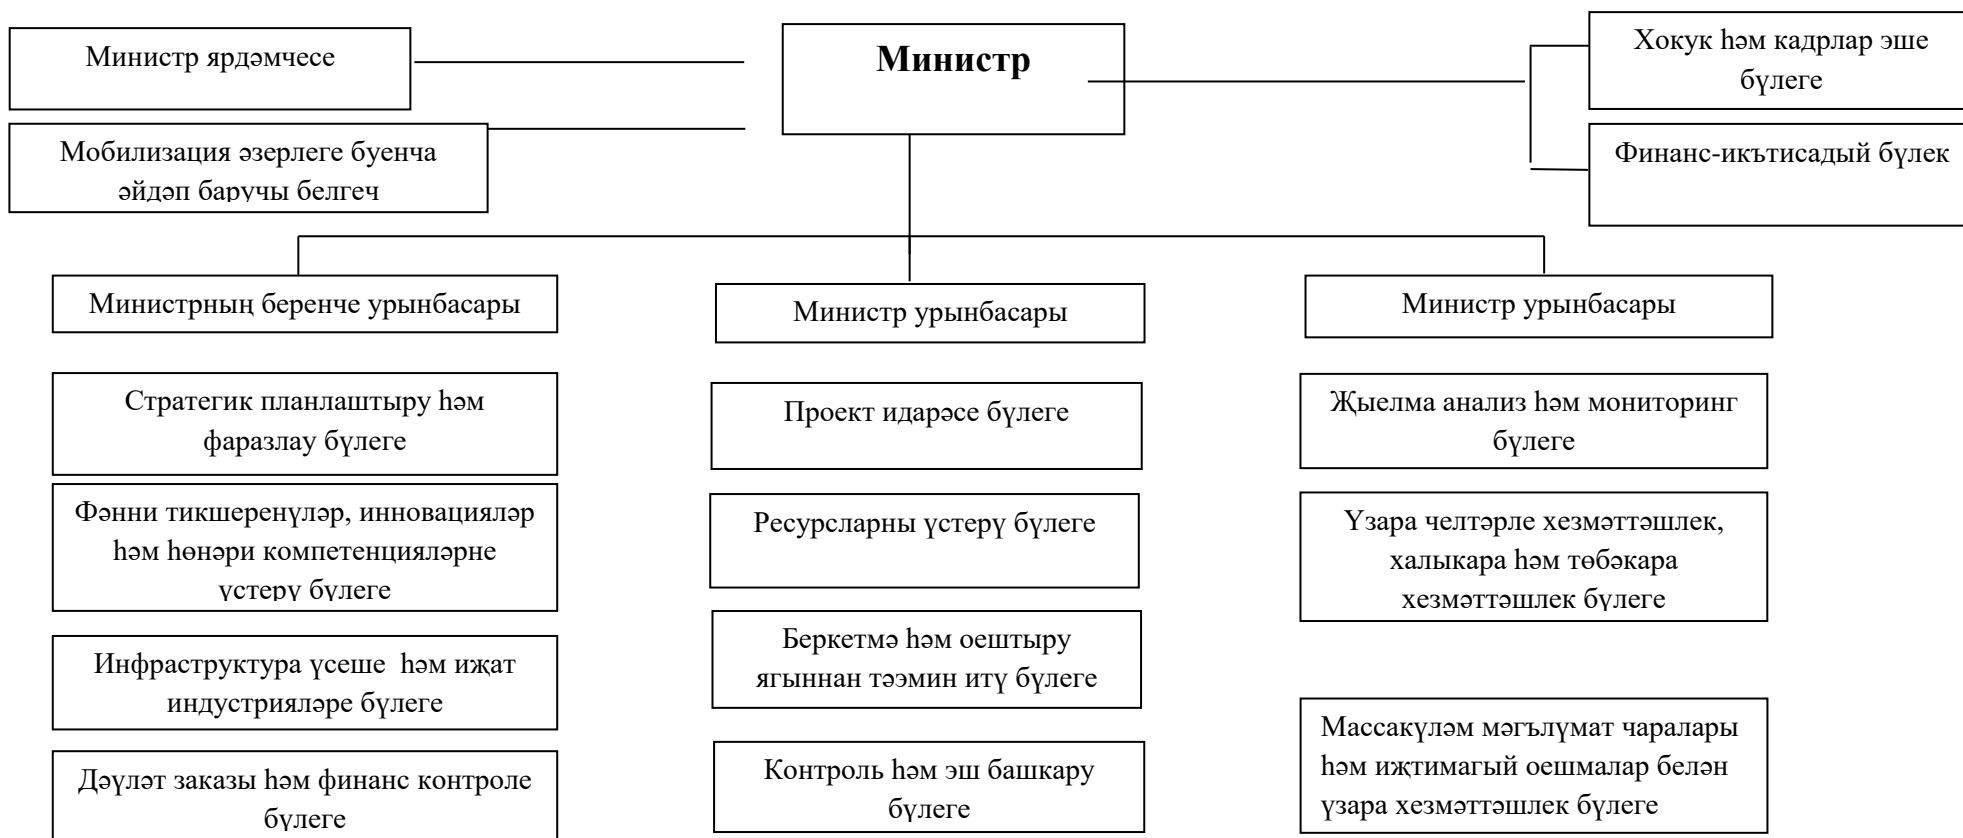 Министр ярдәмчесе
Министр
Хокук һәм кадрлар эше
бүлеге
Мобилизация әзерлеге буенча
әйдәп баручы белгеч
Финанс-икътисадый бүлек
Министрның беренче урынбасары
Министр урынбасары
Министр урынбасары
Стратегик планлаштыру һәм
фаразлау бүлеге
Проект идарәсе бүлеге
Җыелма анализ һәм мониторинг
бүлеге
Фәнни тикшеренүләр, инновацияләр
һәм һөнәри компетенцияләрне
үстерү бүлеге
Ресурсларны үстерү бүлеге
Үзара челтәрле хезмәттәшлек,
халыкара һәм төбәкара
хезмәттәшлек бүлеге
Инфраструктура үсеше һәм иҗат
индустрияләре бүлеге
Беркетмә һәм оештыру
ягыннан тәэмин итү бүлеге
Массакүләм мәгълүмат чаралары
һәм иҗтимагый оешмалар белән
үзара хезмәттәшлек бүлеге
Дәүләт заказы һәм финанс контроле
бүлеге
Контроль һәм эш башкару
бүлеге